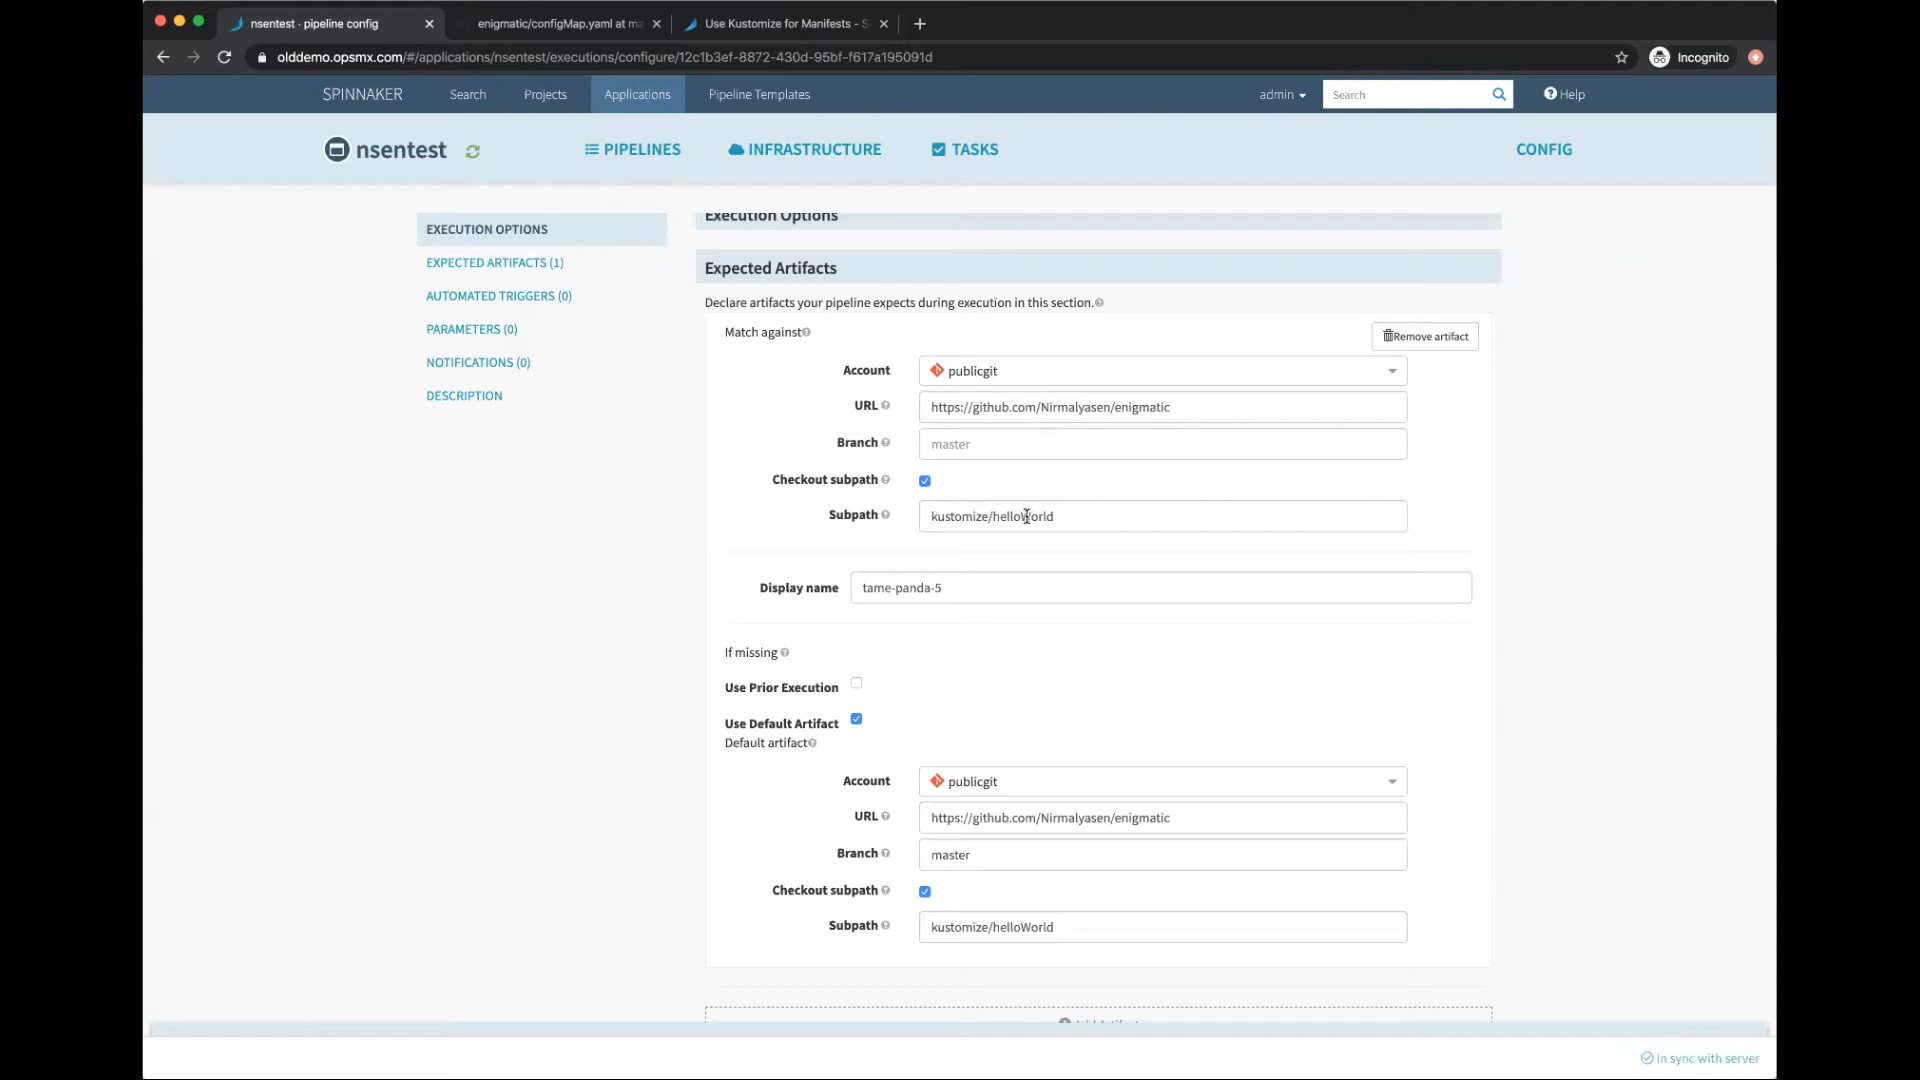 nsentest · pipeline config
enigmatic/configMap.yaml at ma
Use Kustomize for Manifests - S
olddemo.opsmx.com/#/applications/nsentest/executions/configure/12c1b3ef-8872-430d-95bf-f617a195091d
Incognito
SPINNAKER Search Projects Applications Pipeline Templates admin Search Help
nsentest PIPELINES INFRASTRUCTURE TASKS CONFIG
EXECUTION OPTIONS
EXPECTED ARTIFACTS (1)
AUTOMATED TRIGGERS (0)
PARAMETERS (0)
NOTIFICATIONS (0)
DESCRIPTION
Execution Options
Expected Artifacts
Declare artifacts your pipeline expects during execution in this section.
Match against
Remove artifact
Account publicgit
URL https://github.com/Nirmalyasen/enigmatic
Branch master
Checkout subpath
Subpath kustomize/helloWorld
Display name tame-panda-5
If missing
Use Prior Execution
Use Default Artifact
Default artifact
Account publicgit
URL https://github.com/Nirmalyasen/enigmatic
Branch master
Checkout subpath
Subpath kustomize/helloWorld
In sync with server